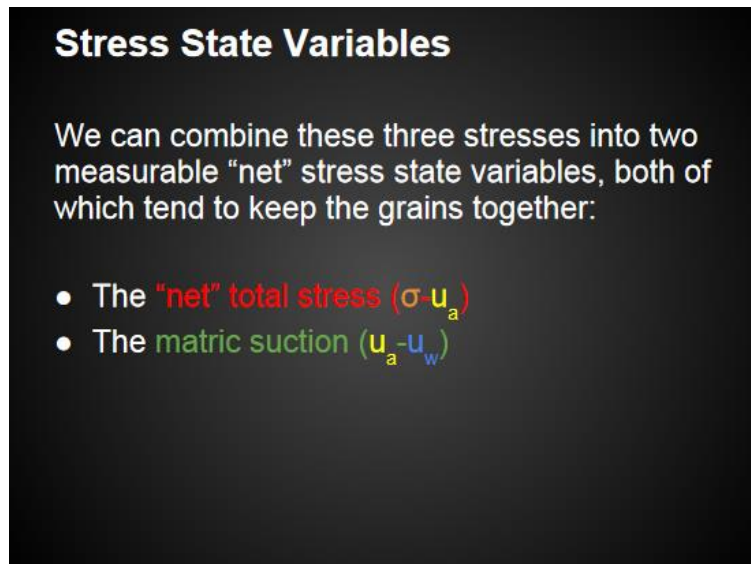 Stress State Variables
We can combine these three stresses into two
measurable “net” stress state variables, both of
which tend to keep the grains together:
● The “net” total stress (σ-uₐ)
● The matric suction (uₐ-u_w)